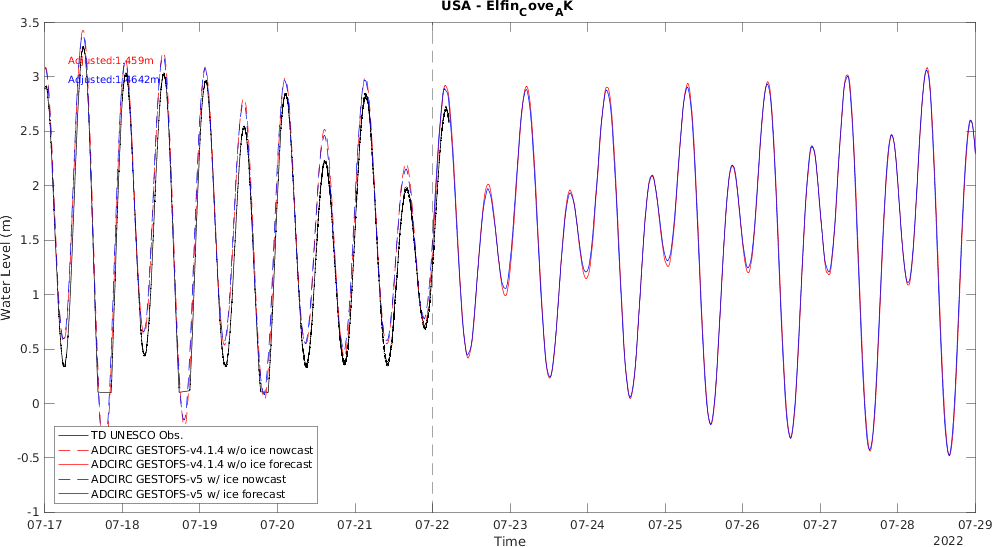 USA - Elfin_Cove_AK
Adjusted:1.459m
Adjusted:1.4642m
3.5
3
2.5
2
1.5
1
0.5
0
-0.5
-1
Water Level (m)
TD UNESCO Obs.
ADCIRC GESTOFS-v4.1.4 w/o ice nowcast
ADCIRC GESTOFS-v4.1.4 w/o ice forecast
ADCIRC GESTOFS-v5 w/ ice nowcast
ADCIRC GESTOFS-v5 w/ ice forecast
07-17 07-18 07-19 07-20 07-21 07-22 07-23 07-24 07-25 07-26 07-27 07-28 07-29
Time
2022